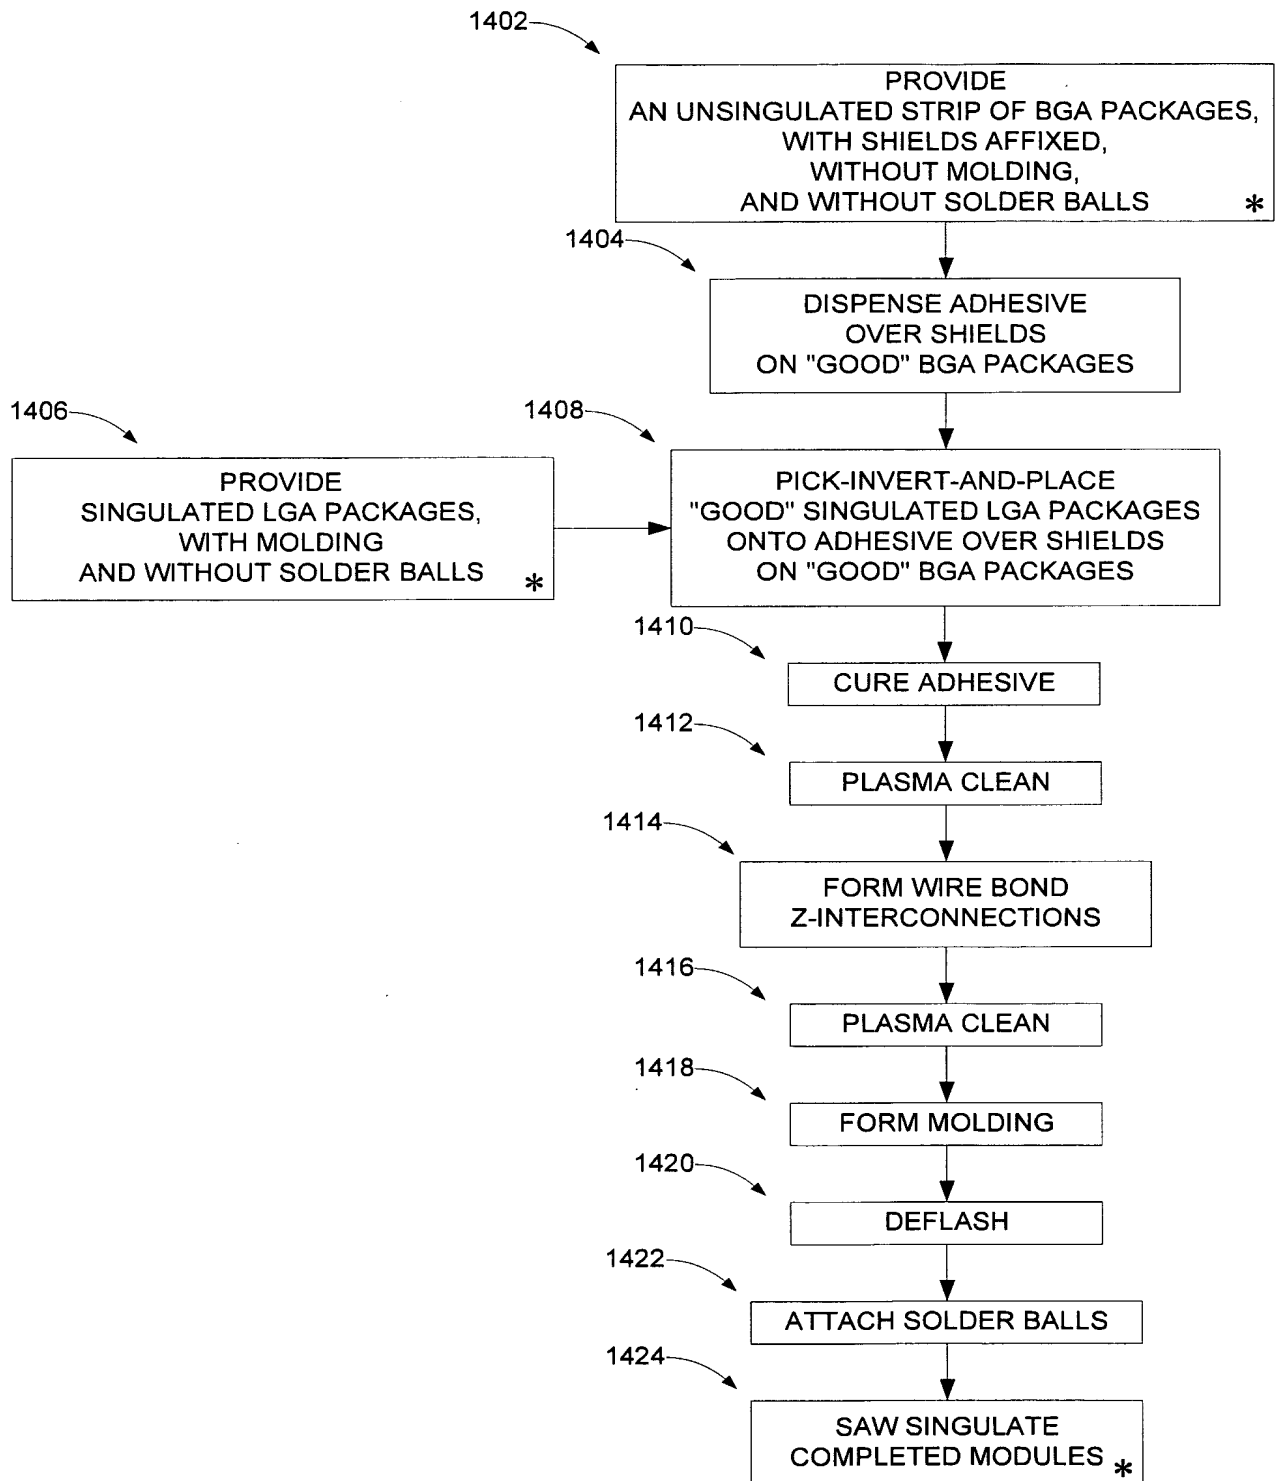 1402
PROVIDE
AN UNSINGULATED STRIP OF BGA PACKAGES,
WITH SHIELDS AFFIXED,
WITHOUT MOLDING,
AND WITHOUT SOLDER BALLS *
1404
DISPENSE ADHESIVE
OVER SHIELDS
ON "GOOD" BGA PACKAGES
1406
PROVIDE
SINGULATED LGA PACKAGES,
WITH MOLDING
AND WITHOUT SOLDER BALLS *
1408
PICK-INVERT-AND-PLACE
"GOOD" SINGULATED LGA PACKAGES
ONTO ADHESIVE OVER SHIELDS
ON "GOOD" BGA PACKAGES
1410
CURE ADHESIVE
1412
PLASMA CLEAN
1414
FORM WIRE BOND
Z-INTERCONNECTIONS
1416
PLASMA CLEAN
1418
FORM MOLDING
1420
DEFLASH
1422
ATTACH SOLDER BALLS
1424
SAW SINGULATE
COMPLETED MODULES *